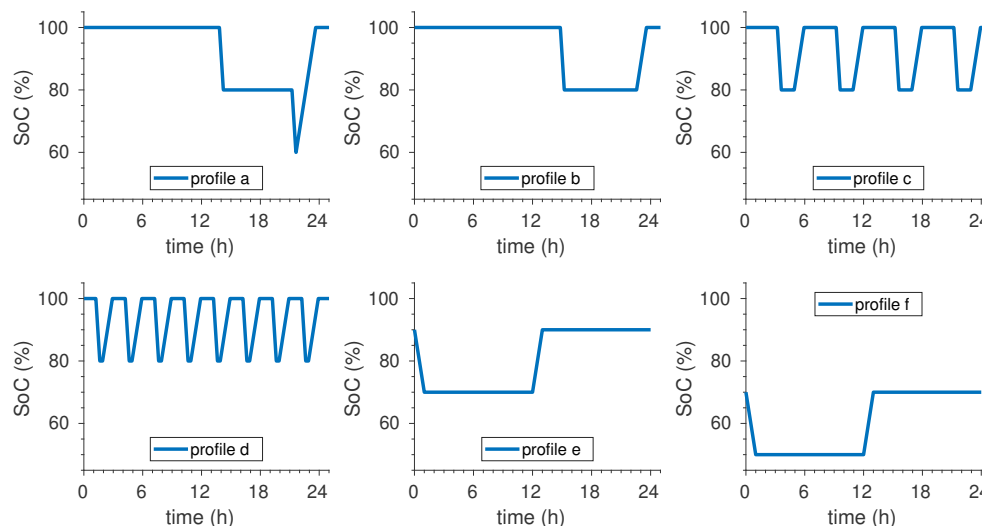 SoC (%)
100
80
60
profile a
0 6 12 18 24
time (h)
SoC (%)
100
80
60
profile b
0 6 12 18 24
time (h)
SoC (%)
100
80
60
profile c
0 6 12 18 24
time (h)
SoC (%)
100
80
60
profile d
0 6 12 18 24
time (h)
SoC (%)
100
80
60
profile e
0 6 12 18 24
time (h)
SoC (%)
100
80
60
profile f
0 6 12 18 24
time (h)